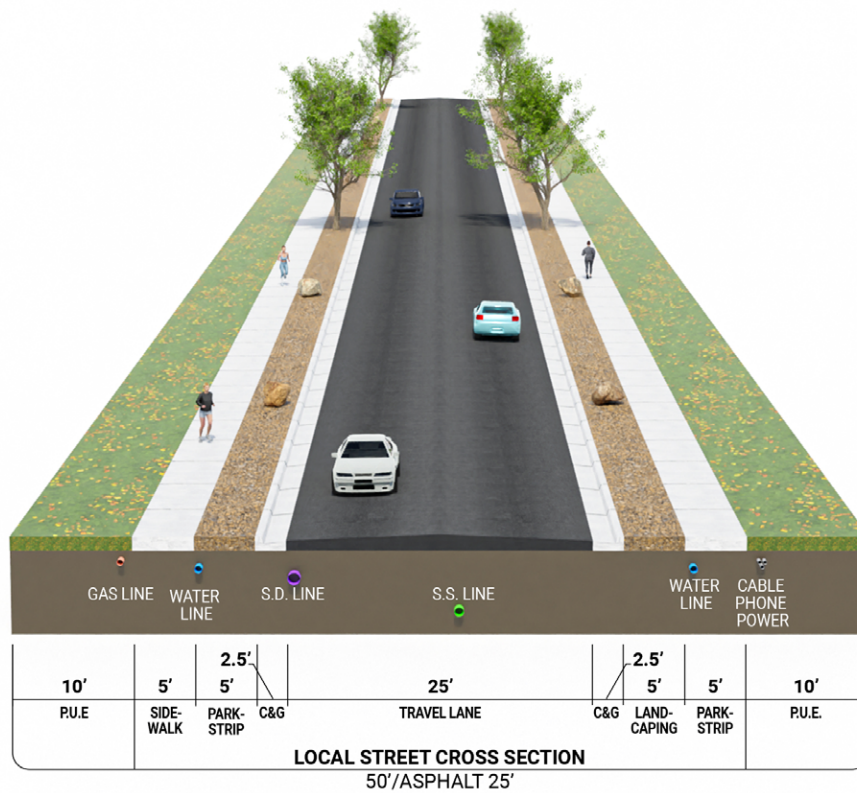 GAS LINE
WATER
LINE
S.D. LINE
S.S. LINE
WATER
LINE
CABLE
PHONE
POWER
2.5’
2.5’
10’
5’
5’
25’
5’
5’
10’
P.U.E
SIDE-
WALK
PARK-
STRIP
C&G
TRAVEL LANE
C&G
LAND-
CAPING
PARK-
STRIP
P.U.E.
LOCAL STREET CROSS SECTION
50’/ASPHALT 25’